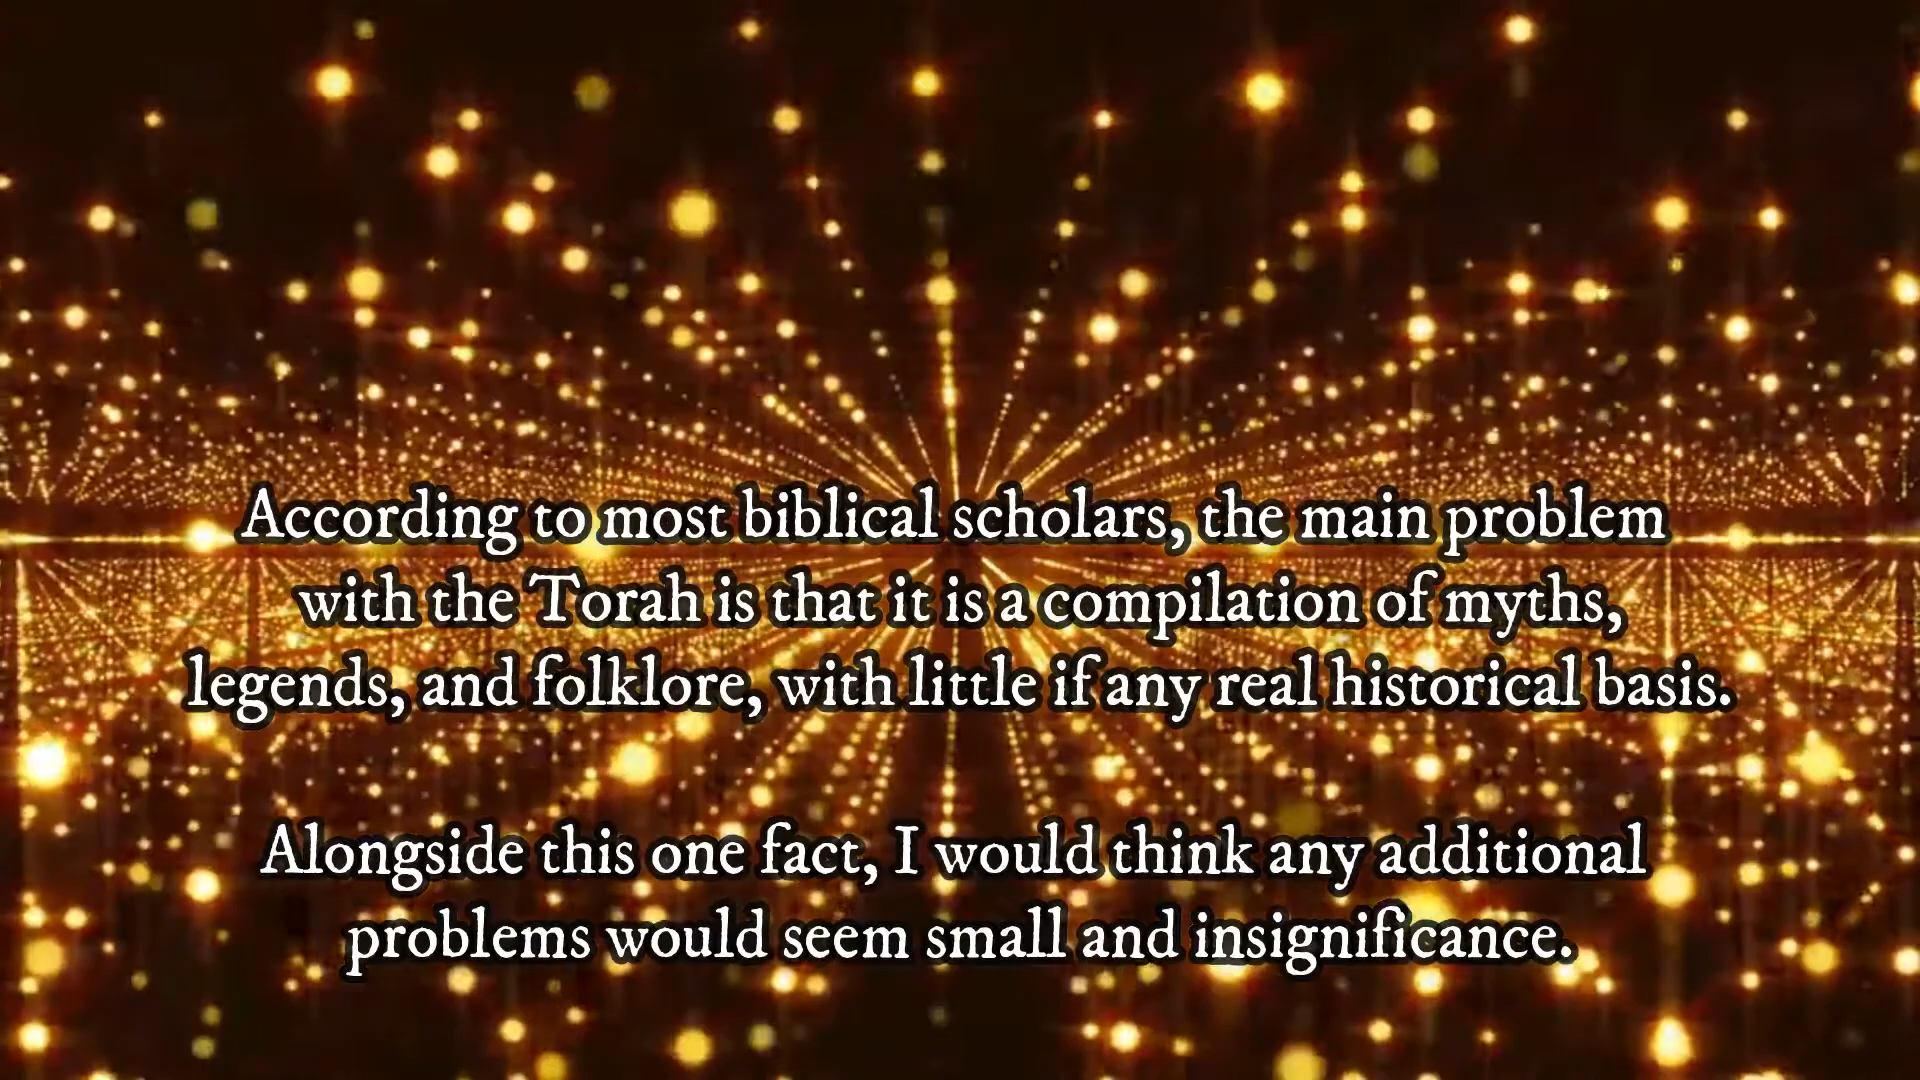 According to most biblical scholars, the main problem
with the Torah is that it is a compilation of myths,
legends, and folklore, with little if any real historical basis.
Alongside this one fact, I would think any additional
problems would seem small and insignificance.